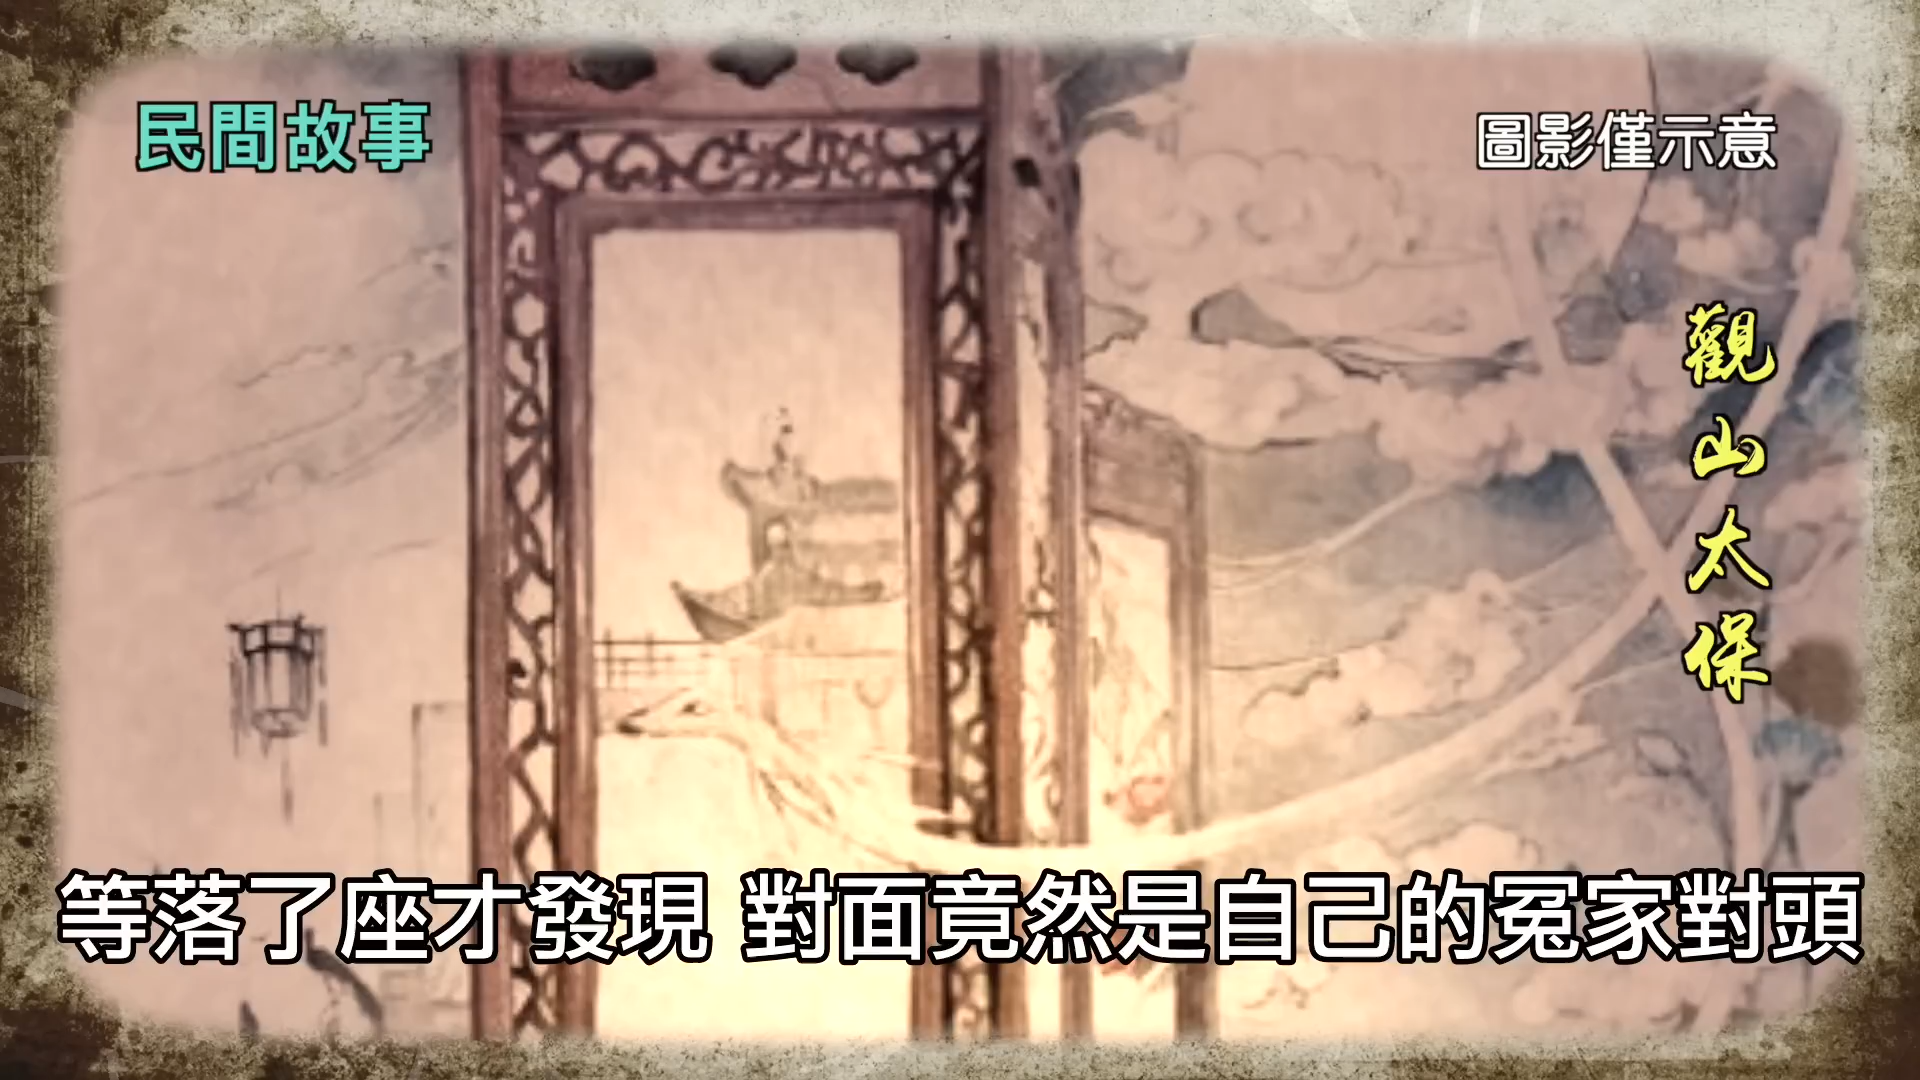 民間故事
圖影僅示意
觀山太保
等落了座才發現 對面竟然是自己的冤家對頭